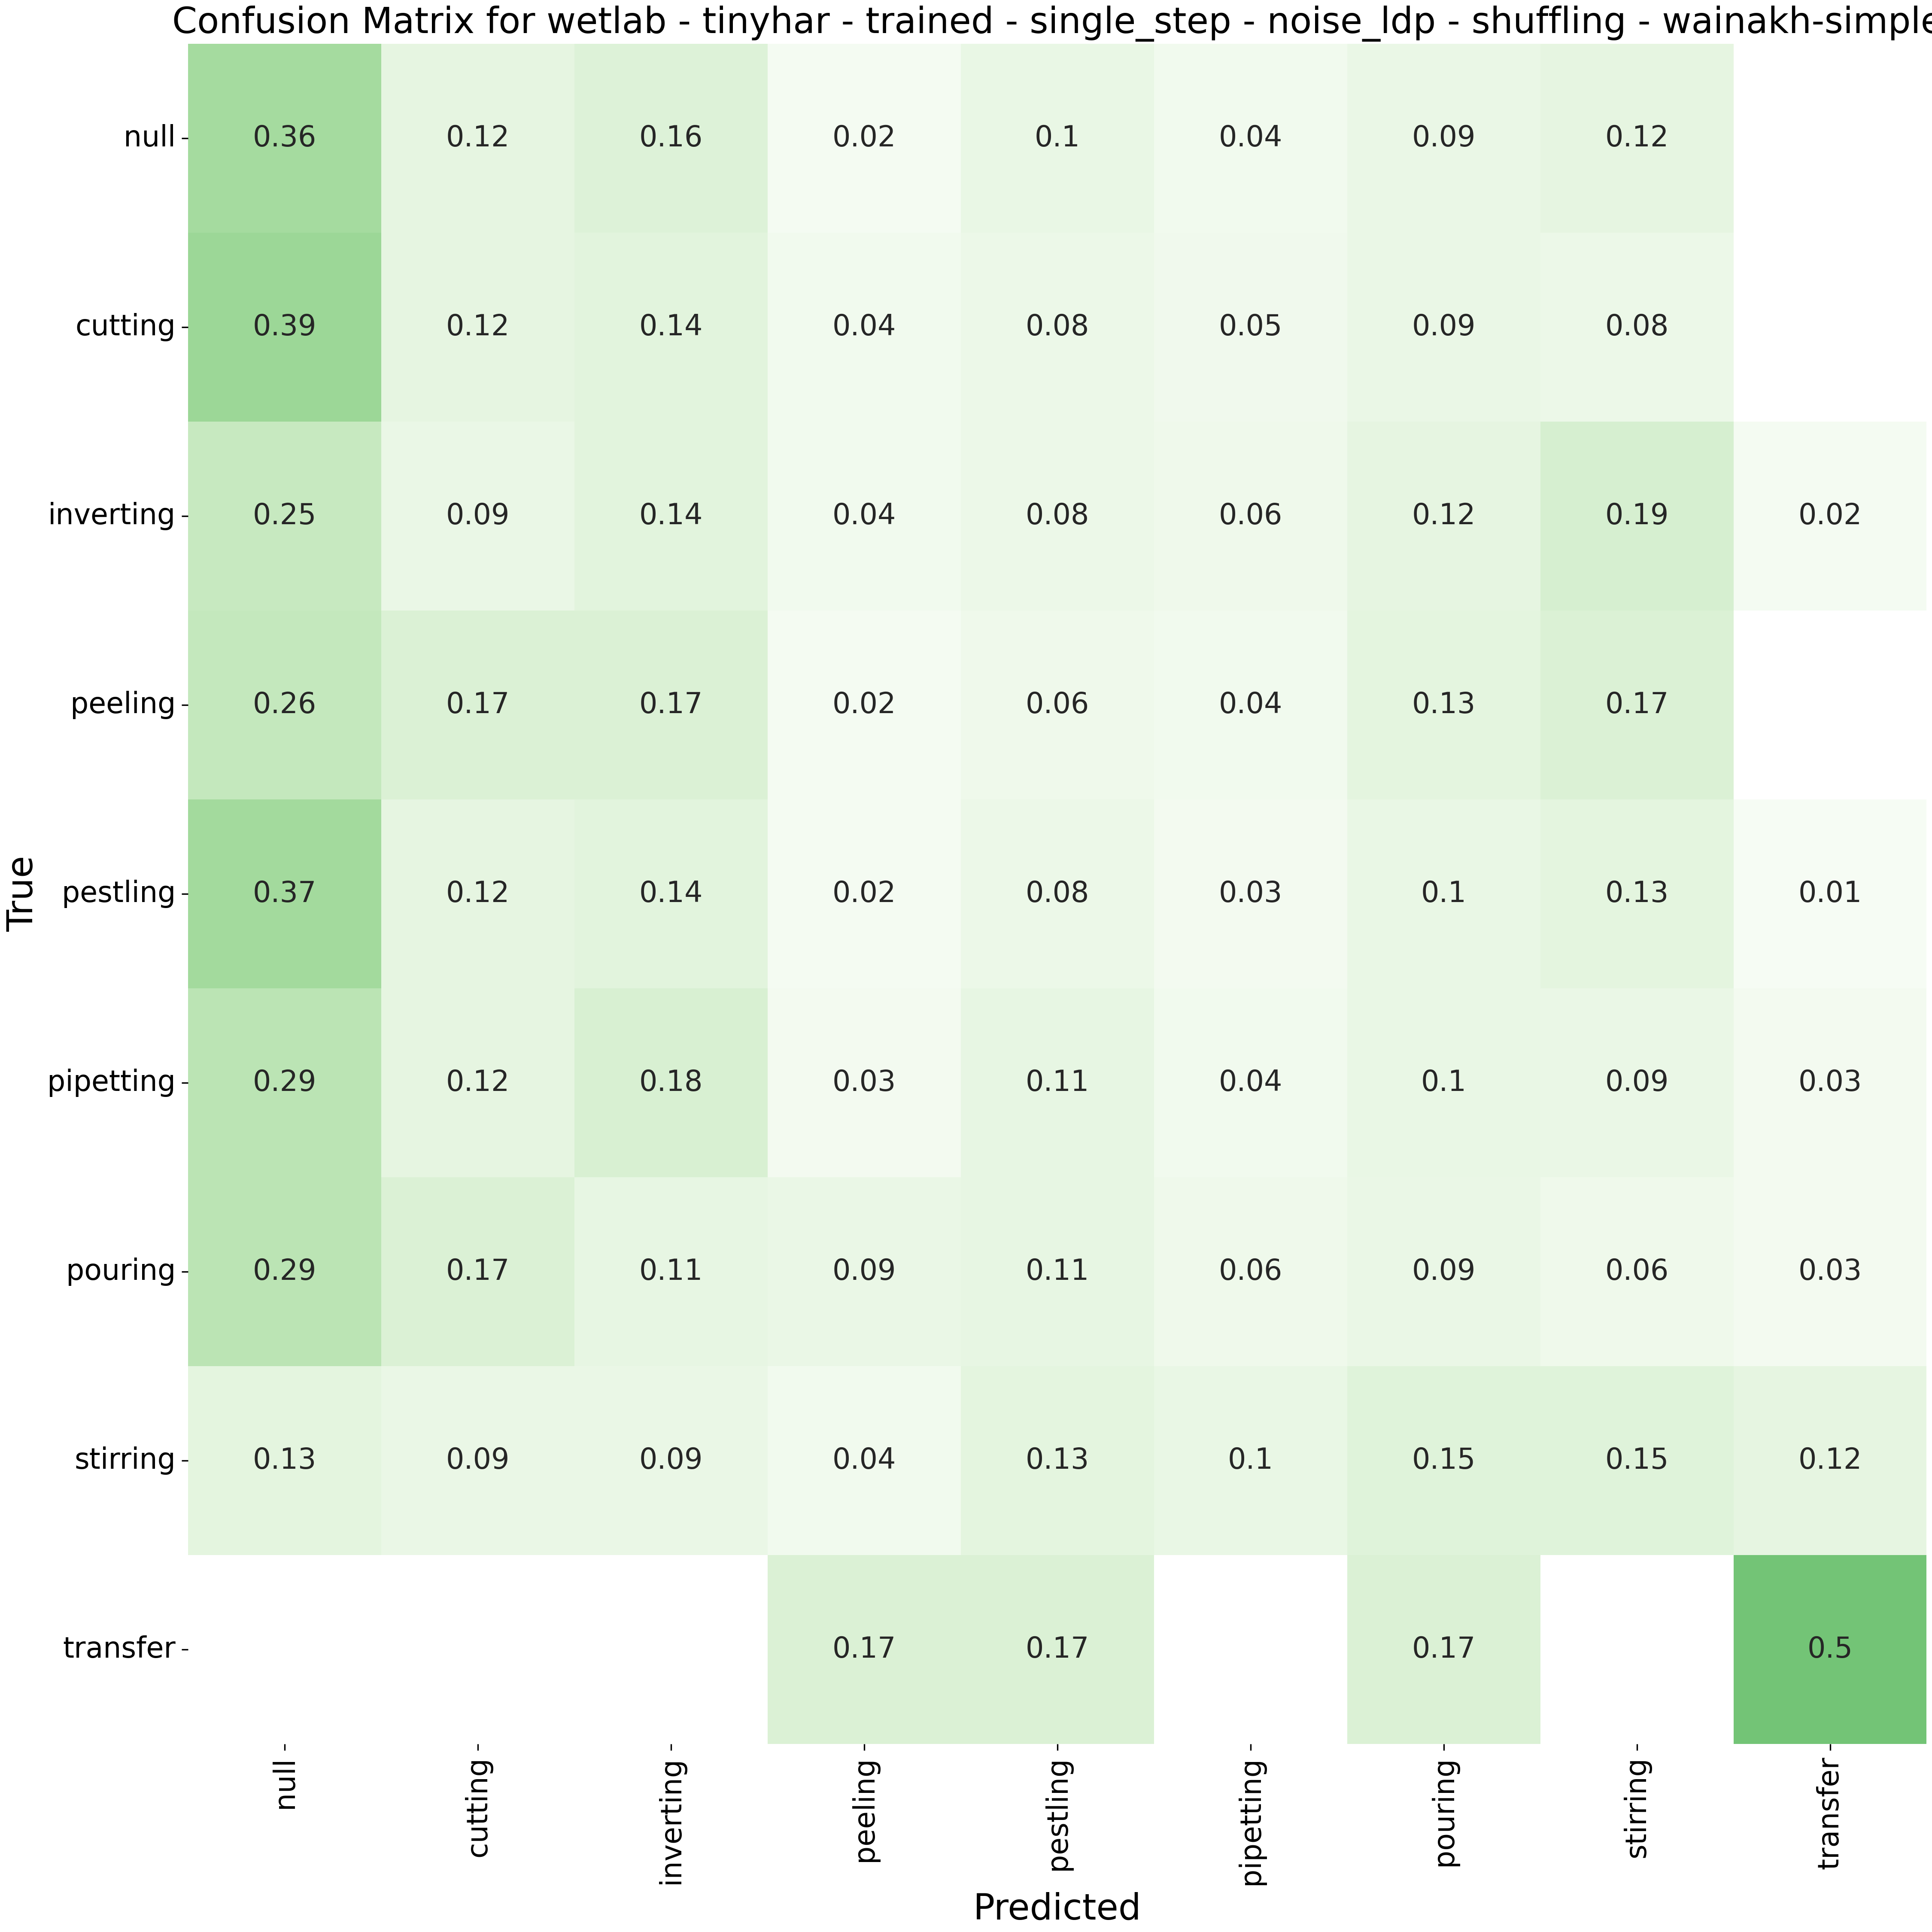 Confusion Matrix for wetlab - tinyhar - trained - single_step - noise_ldp - shuffling - wainakh-simple
null 0.36 0.12 0.16 0.02 0.1 0.04 0.09 0.12
cutting 0.39 0.12 0.14 0.04 0.08 0.05 0.09 0.08
inverting 0.25 0.09 0.14 0.04 0.08 0.06 0.12 0.19 0.02
peeling 0.26 0.17 0.17 0.02 0.06 0.04 0.13 0.17
pestling 0.37 0.12 0.14 0.02 0.08 0.03 0.1 0.13 0.01
pipetting 0.29 0.12 0.18 0.03 0.11 0.04 0.1 0.09 0.03
pouring 0.29 0.17 0.11 0.09 0.11 0.06 0.09 0.06 0.03
stirring 0.13 0.09 0.09 0.04 0.13 0.1 0.15 0.15 0.12
transfer 0.17 0.17 0.17 0.5
True
null cutting inverting peeling pestling pipetting pouring stirring transfer
Predicted